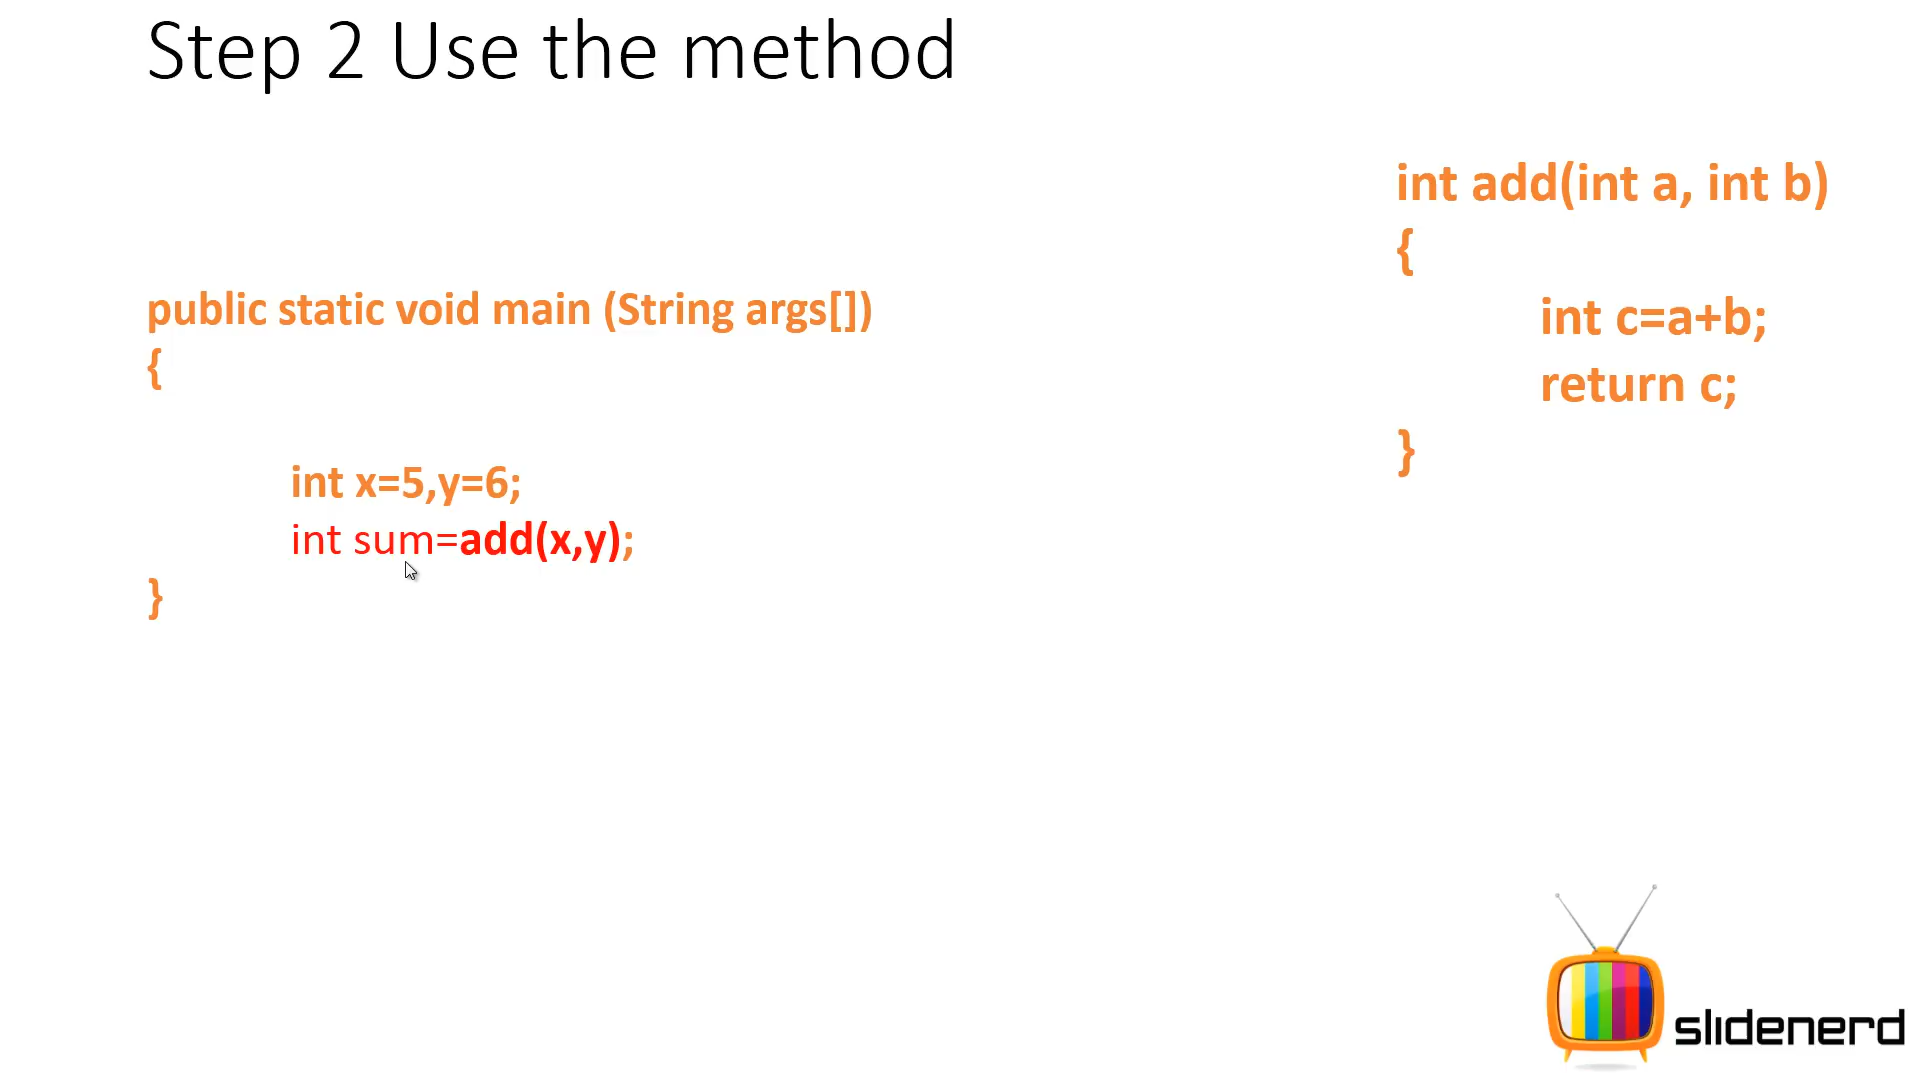 Step 2 Use the method
public static void main (String args[])
{
int x=5,y=6;
int sum=add(x,y);
}
int add(int a, int b)
{
int c=a+b;
return c;
}
slidenerd